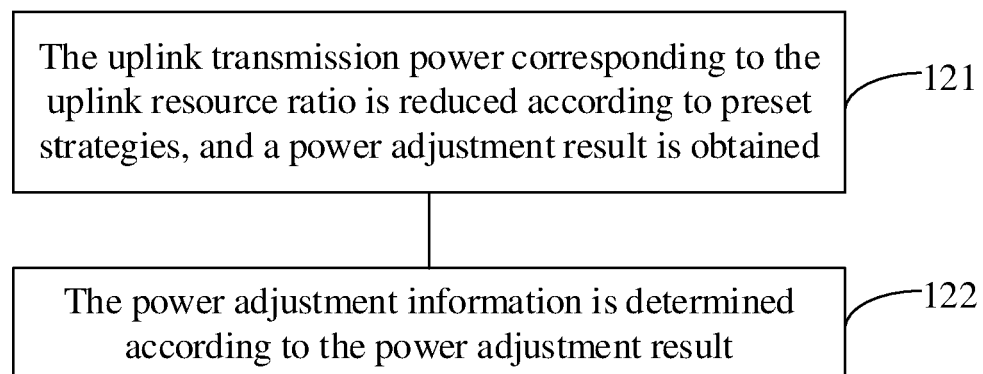 The uplink transmission power corresponding to the
uplink resource ratio is reduced according to preset
strategies, and a power adjustment result is obtained
121
The power adjustment information is determined
according to the power adjustment result
122